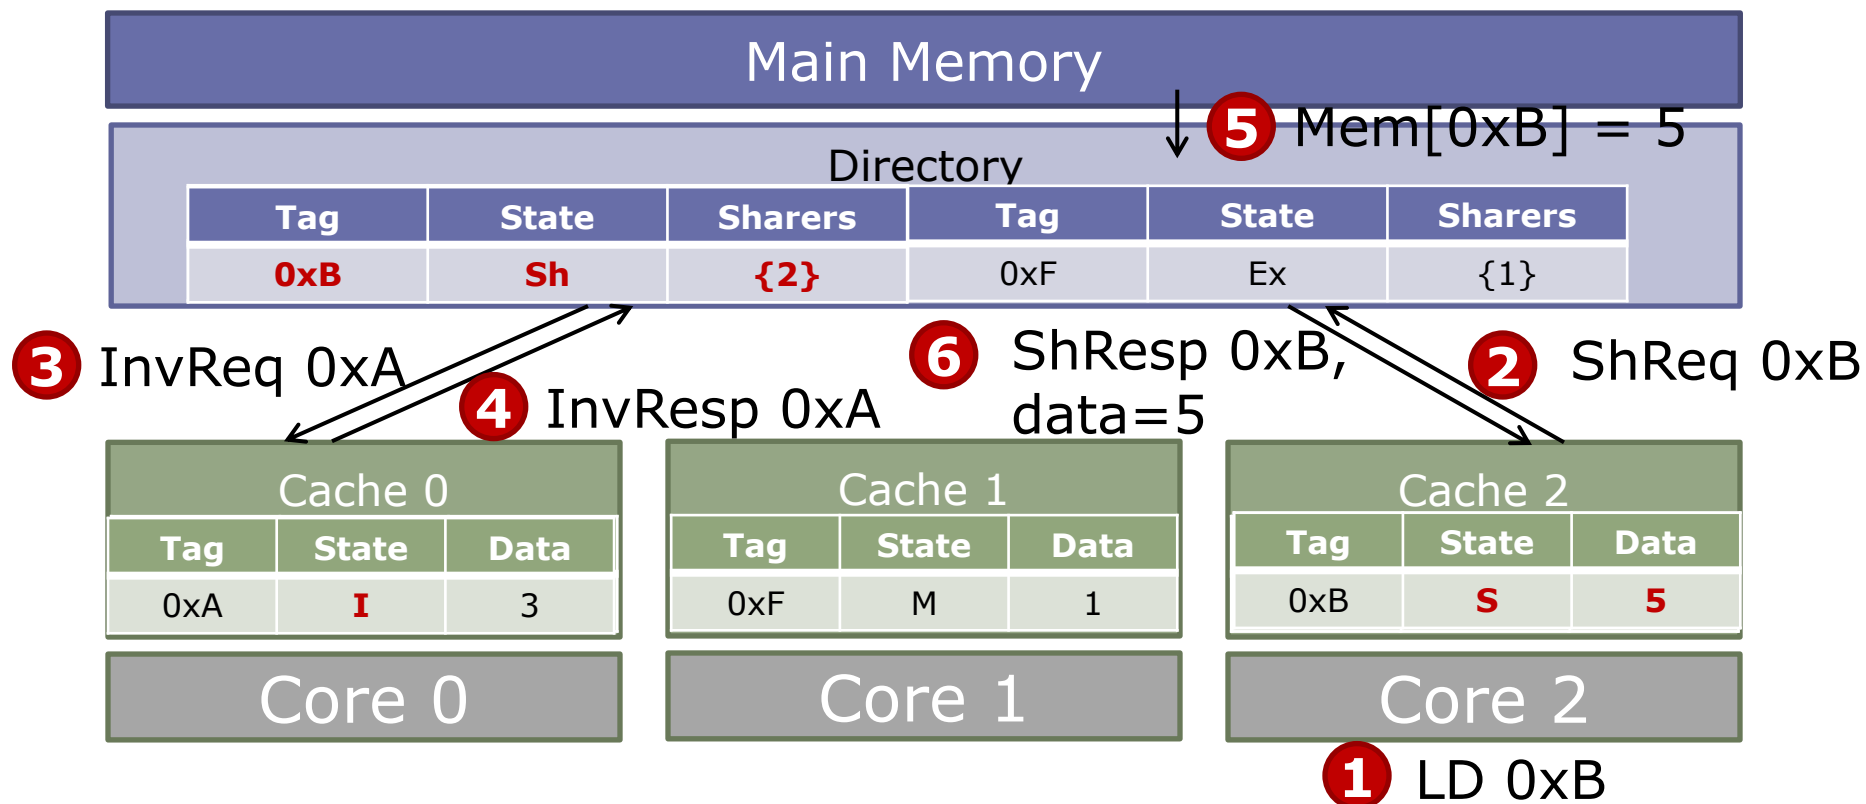 Main Memory
5 Mem[0xB] = 5
Directory
Tag State Sharers Tag State Sharers
0xB Sh {2} 0xF Ex {1}
3 InvReq 0xA
4 InvResp 0xA
6 ShResp 0xB,
data=5
2 ShReq 0xB
Cache 0
Tag State Data
0xA I 3
Core 0
Cache 1
Tag State Data
0xF M 1
Core 1
Cache 2
Tag State Data
0xB S 5
Core 2
1 LD 0xB